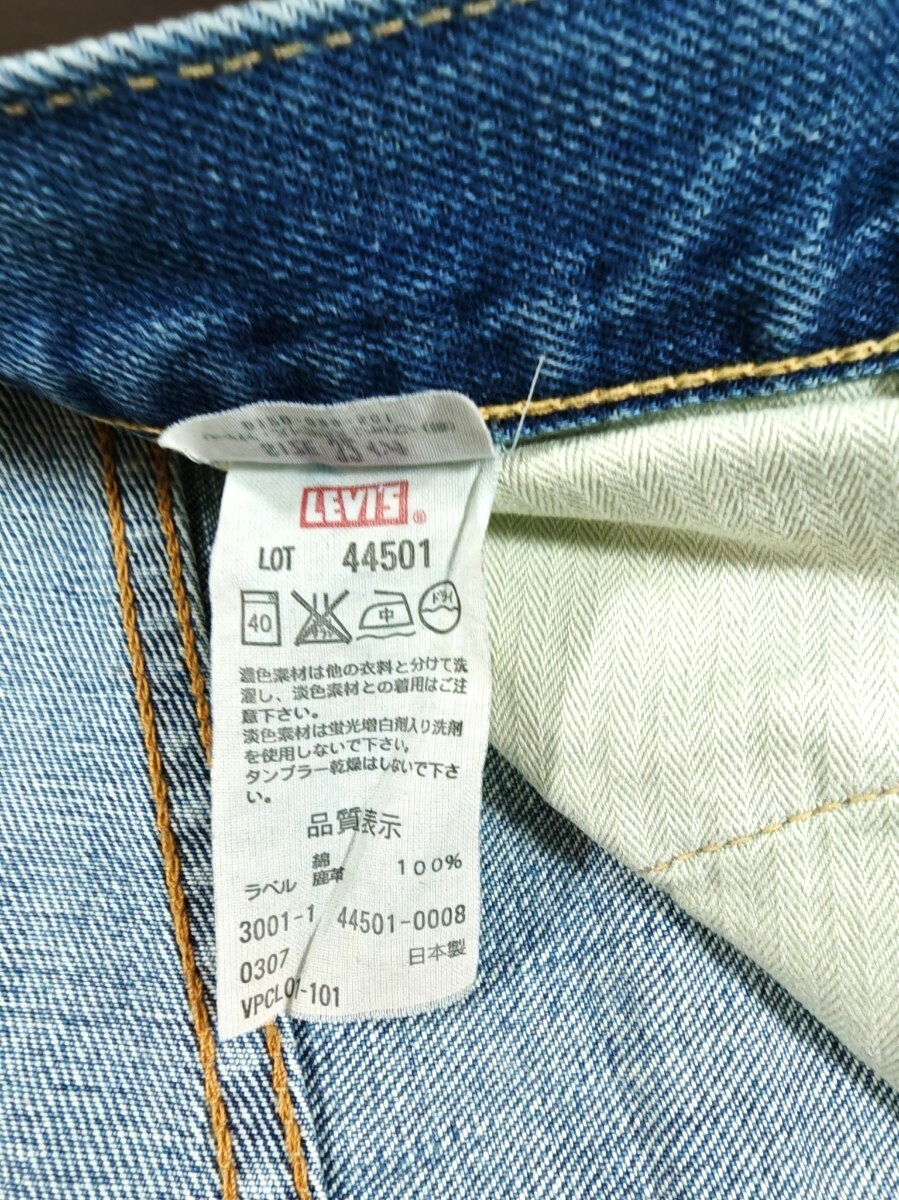 LEVI'S®
LOT 44501
40 中 ドライ
濃色素材は他の衣料と分けて洗
濯し、淡色素材との着用はご注
意下さい。
淡色素材は蛍光増白剤入り洗剤
を使用しないで下さい。
タンブラー乾燥はしないで下さ
い。
品質表示
綿 100%
ラベル 鹿革
3001-1 44501-0008
0307 日本製
VPCL01-101